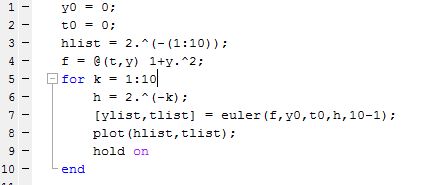 1 - y0 = 0;
2 - t0 = 0;
3 - hlist = 2.^(-(1:10));
4 - f = @(t,y) 1+y.^2;
5 - for k = 1:10
6 - h = 2.^(-k);
7 - [ylist,tlist] = euler(f,y0,t0,h,10-1);
8 - plot(hlist,tlist);
9 - hold on
10 - end